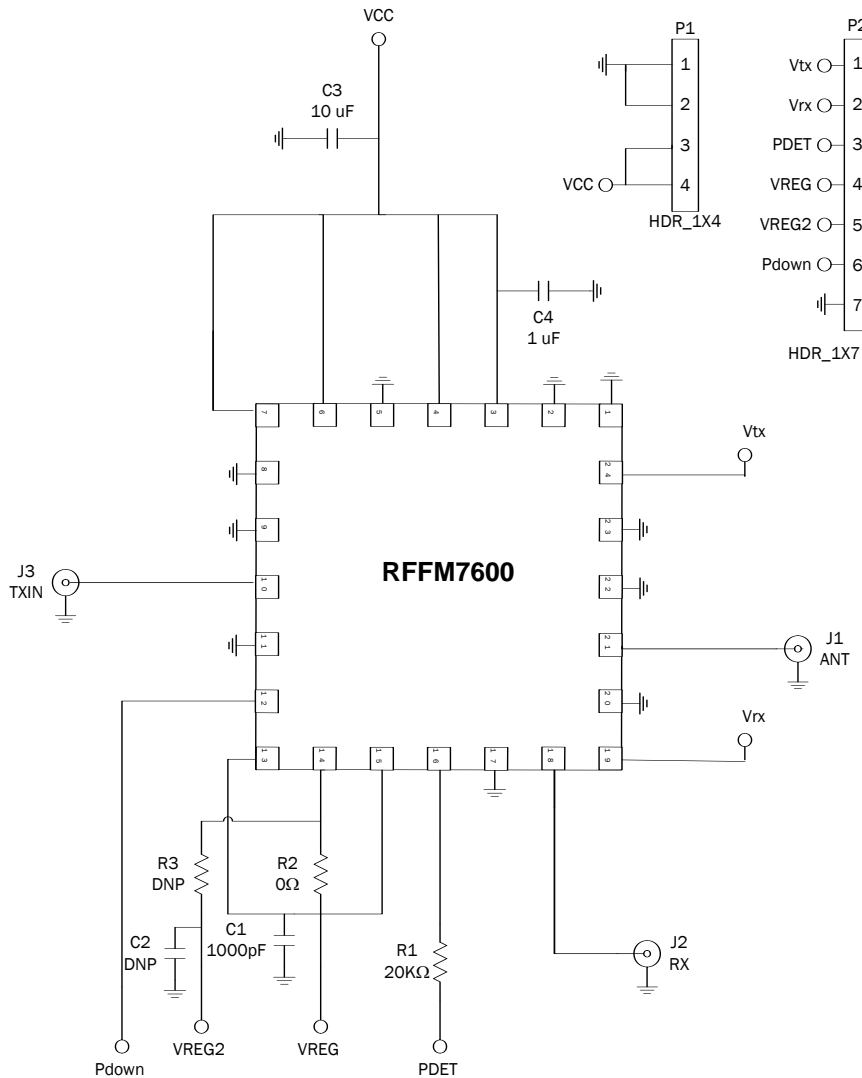 VCC
P1
P2
C3
10 uF
1
2
3
4
VCC
HDR_1X4
Vtx
1
Vrx
2
PDET
3
VREG
4
VREG2
5
Pdown
6
7
HDR_1X7
C4
1 uF
7
6
5
4
3
2
1
8
9
10
11
12
24
23
22
21
20
19
Vtx
RFFM7600
J3
TXIN
J1
ANT
Vrx
13
14
15
16
17
18
R3
DNP
R2
0Ω
C2
DNP
C1
1000pF
R1
20KΩ
J2
RX
Pdown
VREG2
VREG
PDET